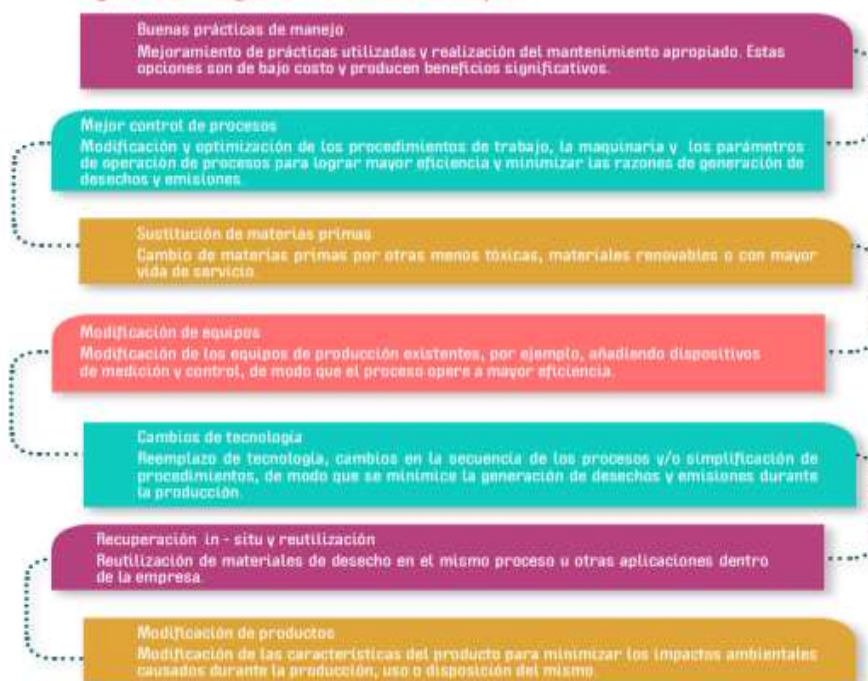 Buenas prácticas de manejo
Mejoramiento de prácticas utilizadas y realización del mantenimiento apropiado. Estas
opciones son de bajo costo y producen beneficios significativos.
Mejor control de procesos
Modificación y optimización de los procedimientos de trabajo, la maquinaria y los parámetros
de operación de procesos para lograr mayor eficiencia y minimizar las razones de generación de
desechos y emisiones.
Sustitución de materias primas
Cambio de materias primas por otras menos tóxicas, materiales renovables o con mayor
vida de servicio.
Modificación de equipos
Modificación de los equipos de producción existentes, por ejemplo, añadiendo dispositivos
de medición y control, de modo que el proceso opere a mayor eficiencia.
Cambios de tecnología
Reemplazo de tecnología, cambios en la secuencia de los procesos y/o simplificación de
procedimientos, de modo que se minimice la generación de desechos y emisiones durante
la producción.
Recuperación in - situ y reutilización
Reutilización de materiales de desecho en el mismo proceso u otras aplicaciones dentro
de la empresa.
Modificación de productos
Modificación de las características del producto para minimizar los impactos ambientales
causados durante la producción, uso o disposición del mismo.